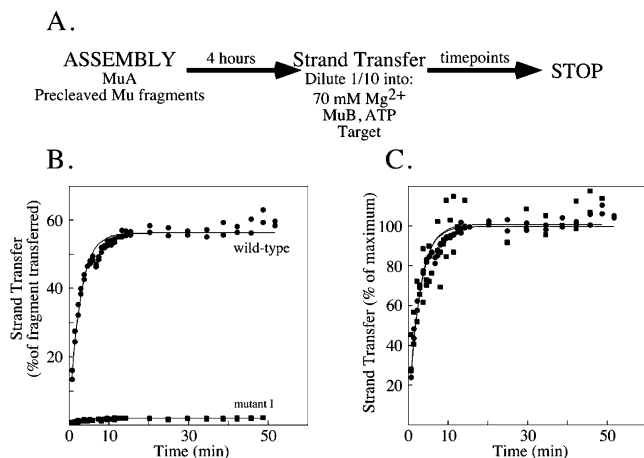 A.
ASSEMBLY
MuA
Precleaved Mu fragments
4 hours
Strand Transfer
Dilute 1/10 into:
70 mM Mg2+
MuB, ATP
Target
timepoints
STOP
B.
Strand Transfer
(%of fragment transferred)
60
40
20
wild-type
mutant I
0 10 30 50
Time (min)
C.
Strand Transfer (% of maximum)
100
80
60
40
20
0 10 30 50
Time (min)